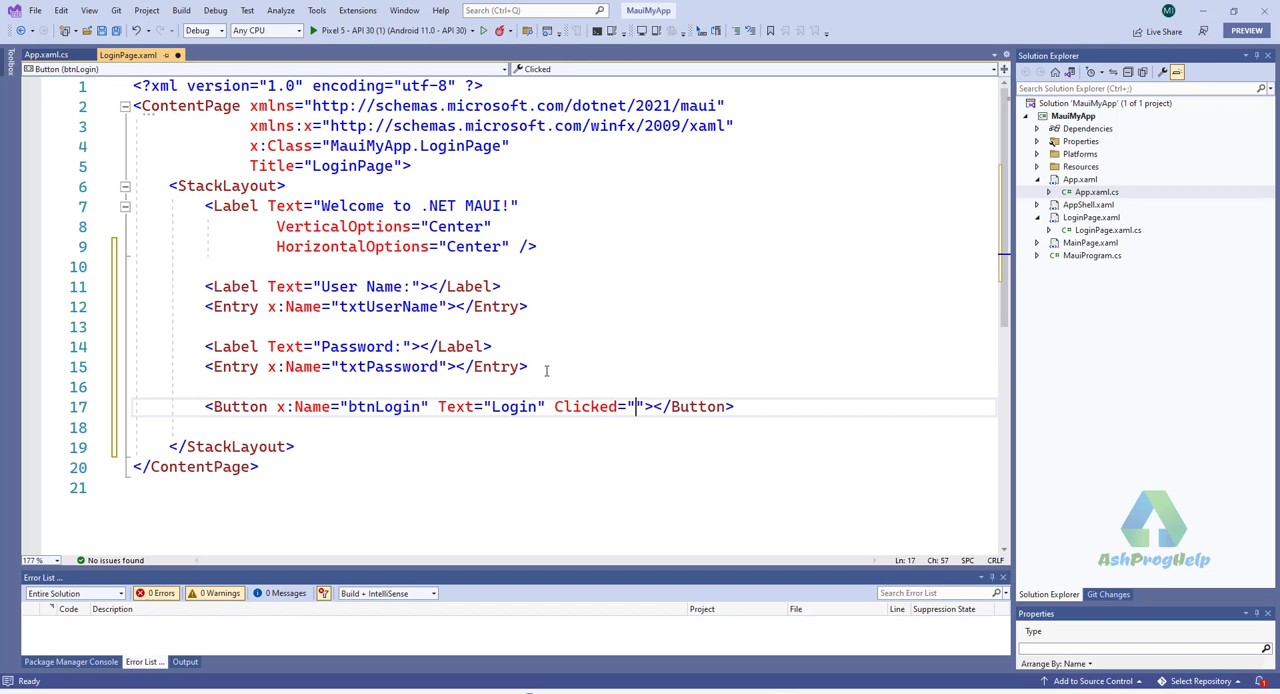 File Edit View Git Project Build Debug Test Analyze Tools Extensions Window Help Search (Ctrl+Q) MauiMyApp MI
Debug Any CPU Pixel 5 - API 30 (1) (Android 11.0 - API 30) Live Share PREVIEW
App.xaml.cs LoginPage.xaml
Button (btnLogin) Clicked
1 <?xml version="1.0" encoding="utf-8" ?>
2 <ContentPage xmlns="http://schemas.microsoft.com/dotnet/2021/maui"
3 xmlns:x="http://schemas.microsoft.com/winfx/2009/xaml"
4 x:Class="MauiMyApp.LoginPage"
5 Title="LoginPage">
6 <StackLayout>
7 <Label Text="Welcome to .NET MAUI!"
8 VerticalOptions="Center"
9 HorizontalOptions="Center" />
10
11 <Label Text="User Name:"></Label>
12 <Entry x:Name="txtUserName"></Entry>
13
14 <Label Text="Password:"></Label>
15 <Entry x:Name="txtPassword"></Entry>
16
17 <Button x:Name="btnLogin" Text="Login" Clicked=""></Button>
18
19 </StackLayout>
20 </ContentPage>
21
177 % No issues found Ln: 17 Ch: 57 SPC CRLF
Error List ...
Entire Solution 0 Errors 0 Warnings 0 Messages Build + IntelliSense Search Error List
Code Description Project File Line Suppression State
Package Manager Console Error List ... Output
Toolbox
Solution Explorer
Search Solution Explorer (Ctrl+;)
Solution 'MauiMyApp' (1 of 1 project)
MauiMyApp
Dependencies
Properties
Platforms
Resources
App.xaml
C# App.xaml.cs
AppShell.xaml
LoginPage.xaml
C# LoginPage.xaml.cs
MainPage.xaml
C# MauiProgram.cs
AshProgHelp
Solution Explorer Git Changes
Properties
Type
Arrange By: Name
Ready Add to Source Control Select Repository 1